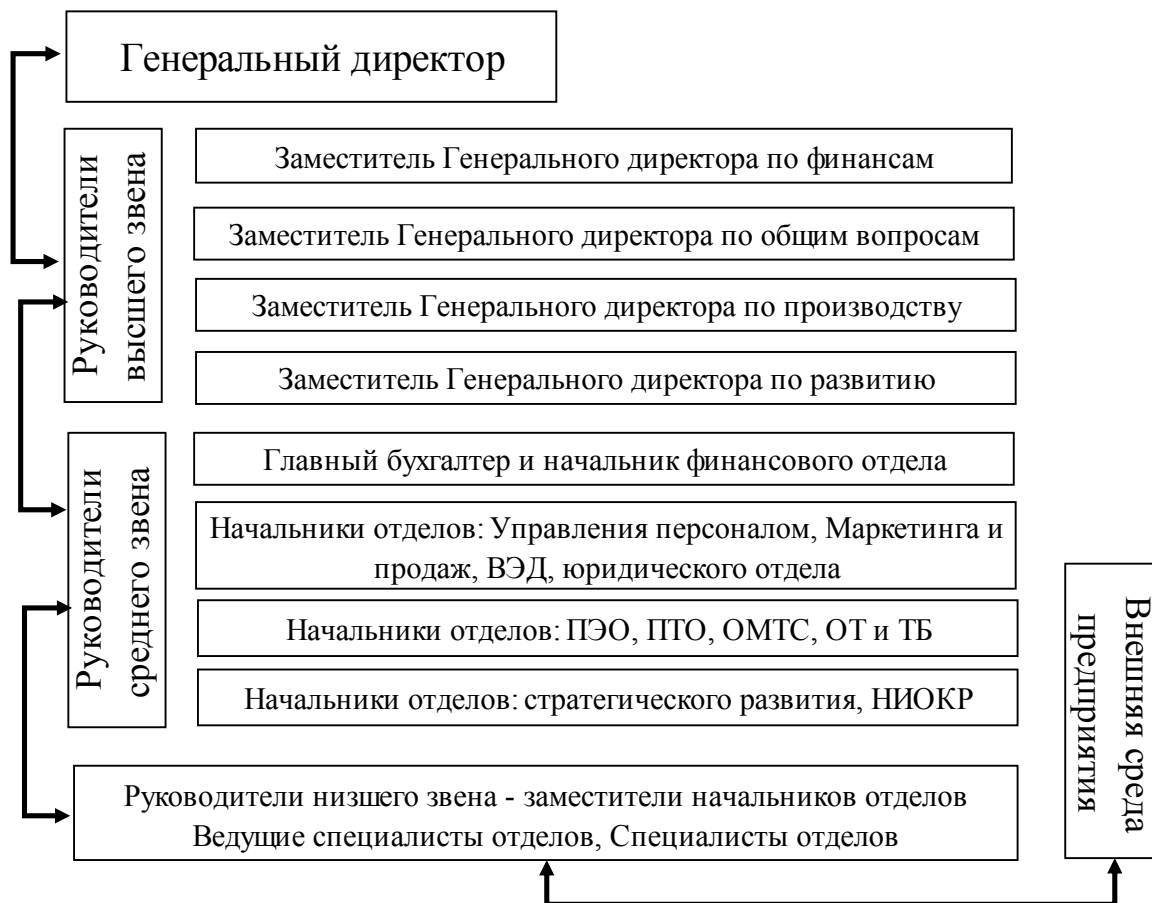 Генеральный директор
Руководители
высшего звена
Заместитель Генерального директора по финансам
Заместитель Генерального директора по общим вопросам
Заместитель Генерального директора по производству
Заместитель Генерального директора по развитию
Руководители
среднего звена
Главный бухгалтер и начальник финансового отдела
Начальники отделов: Управления персоналом, Маркетинга и
продаж, ВЭД, юридического отдела
Начальники отделов: ПЭО, ПТО, ОМТС, ОТ и ТБ
Начальники отделов: стратегического развития, НИОКР
Внешняя среда
предприятия
Руководители низшего звена - заместители начальников отделов
Ведущие специалисты отделов, Специалисты отделов